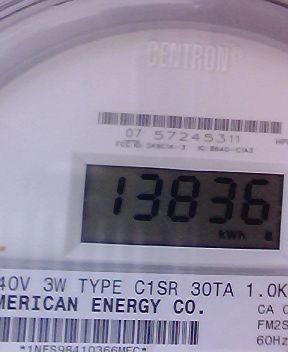 CENTRON®
07 57245311
13836
kWh
40V 3W TYPE C1SR 30TA 1.0K
MERICAN ENERGY CO.
CA
FM2S
60Hz